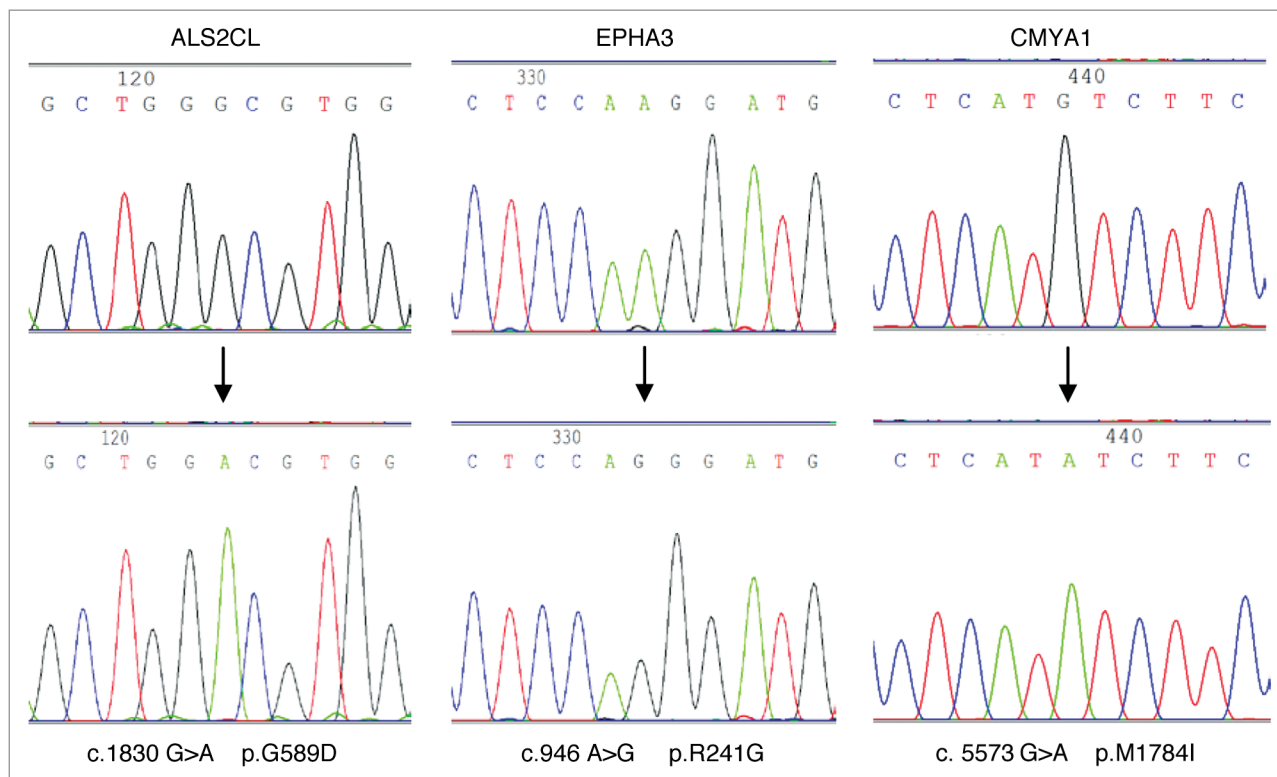 ALS2CL EPHA3 CMYA1
120 330 440
G C T G G G C G T G G C T C C A A G G A T G C T C A T G T C T T C
120 330 440
G C T G G A C G T G G C T C C A G G G A T G C T C A T A T C T T C
c.1830 G>A p.G589D c.946 A>G p.R241G c. 5573 G>A p.M1784I